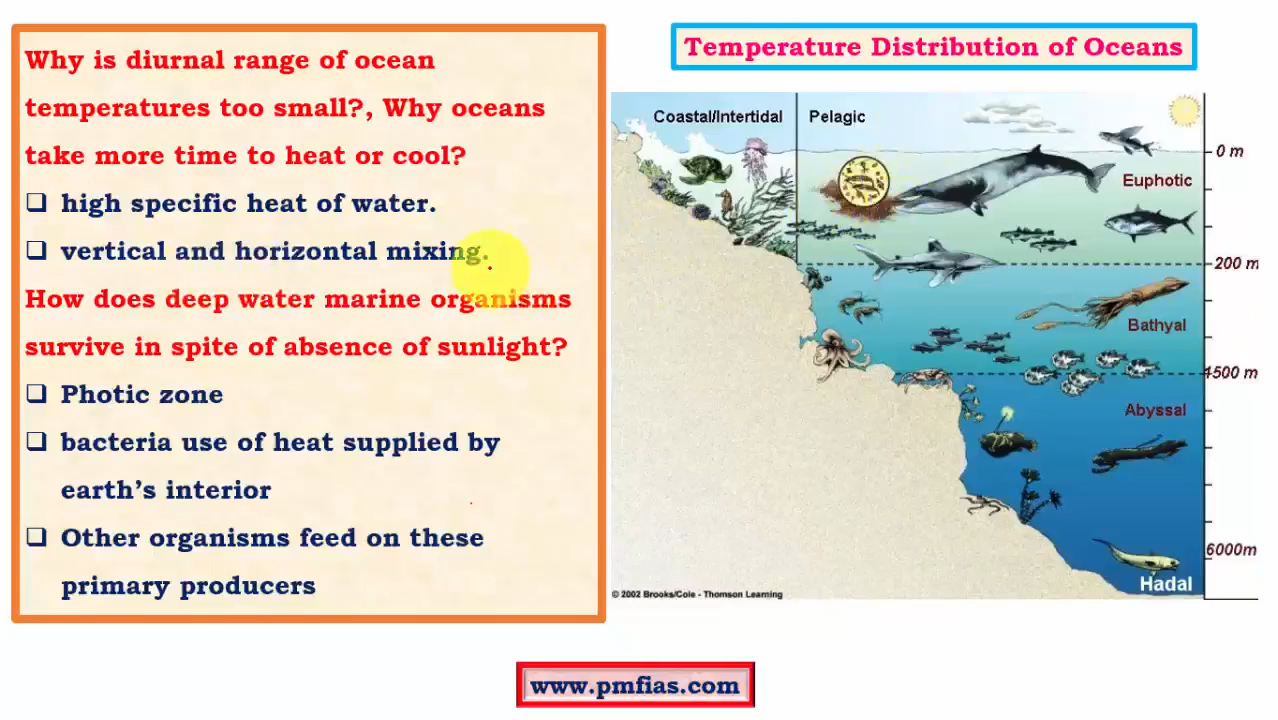 Why is diurnal range of ocean
temperatures too small?, Why oceans
take more time to heat or cool?
high specific heat of water.
vertical and horizontal mixing.
How does deep water marine organisms
survive in spite of absence of sunlight?
Photic zone
bacteria use of heat supplied by
earth's interior
Other organisms feed on these
primary producers
Temperature Distribution of Oceans
Coastal/Intertidal
Pelagic
0 m
Euphotic
200 m
Bathyal
1500 m
Abyssal
6000m
Hadal
© 2002 Brooks/Cole - Thomson Learning
www.pmfias.com